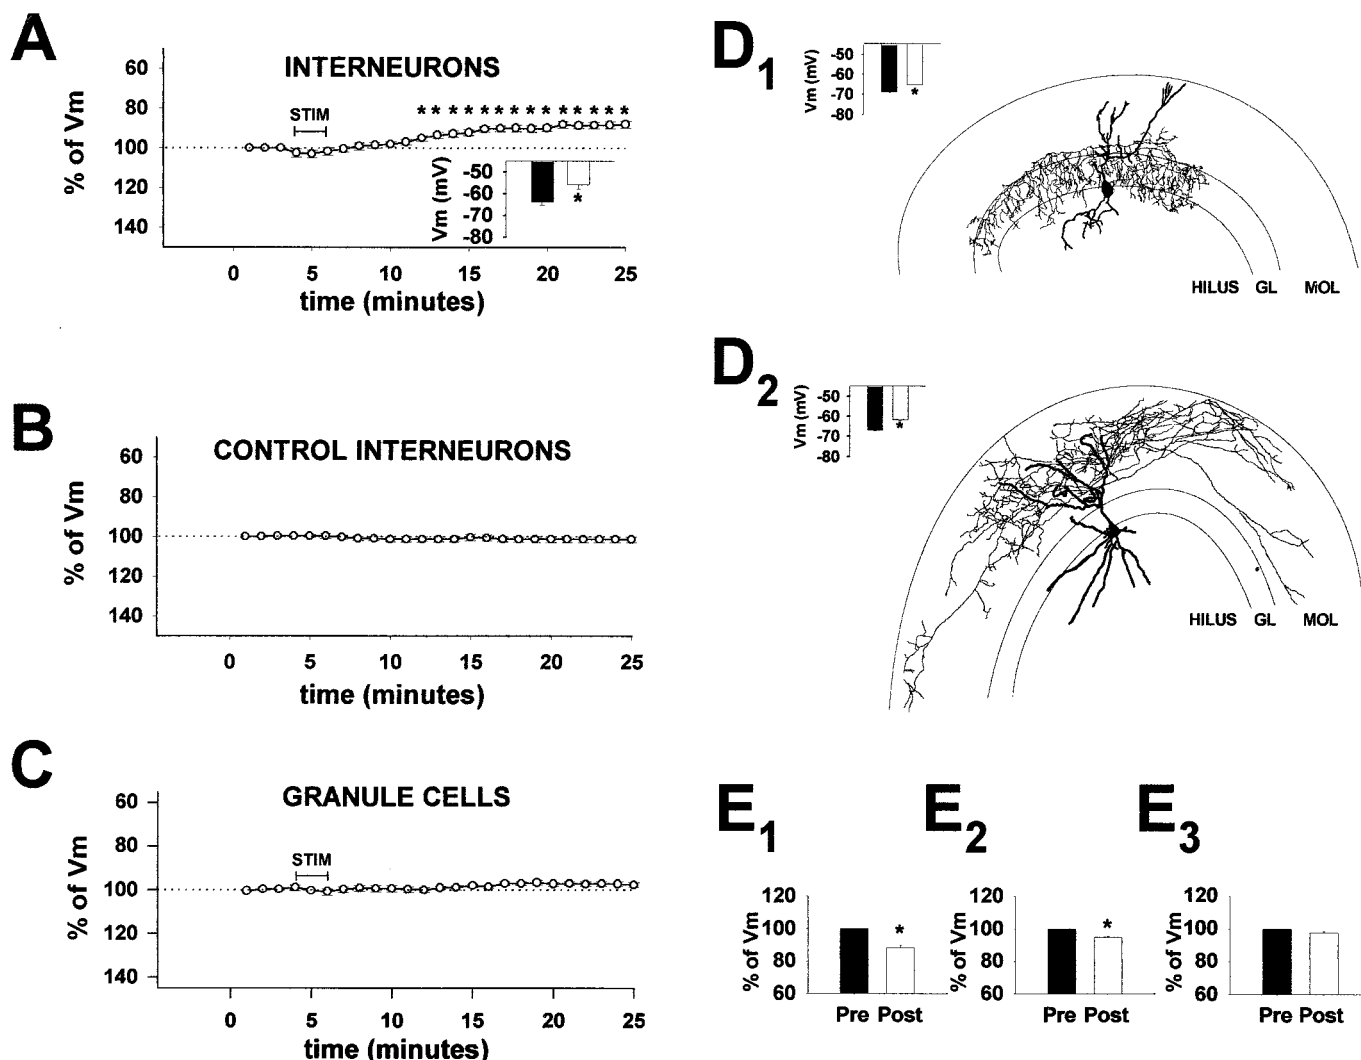 A
INTERNEURONS
% of Vm
60
80
100
120
140
STIM
* * * * * * * * * * * * * *
Vm (mV)
-50
-60
-70
-80
*
0 5 10 15 20 25
time (minutes)
B
CONTROL INTERNEURONS
% of Vm
60
80
100
120
140
0 5 10 15 20 25
time (minutes)
C
GRANULE CELLS
% of Vm
60
80
100
120
140
STIM
0 5 10 15 20 25
time (minutes)
D1
Vm (mV)
-50
-60
-70
-80
*
HILUS GL MOL
D2
Vm (mV)
-50
-60
-70
-80
*
HILUS GL MOL
E1
% of Vm
120
100
80
60
*
Pre Post
E2
% of Vm
120
100
80
60
*
Pre Post
E3
% of Vm
120
100
80
60
Pre Post